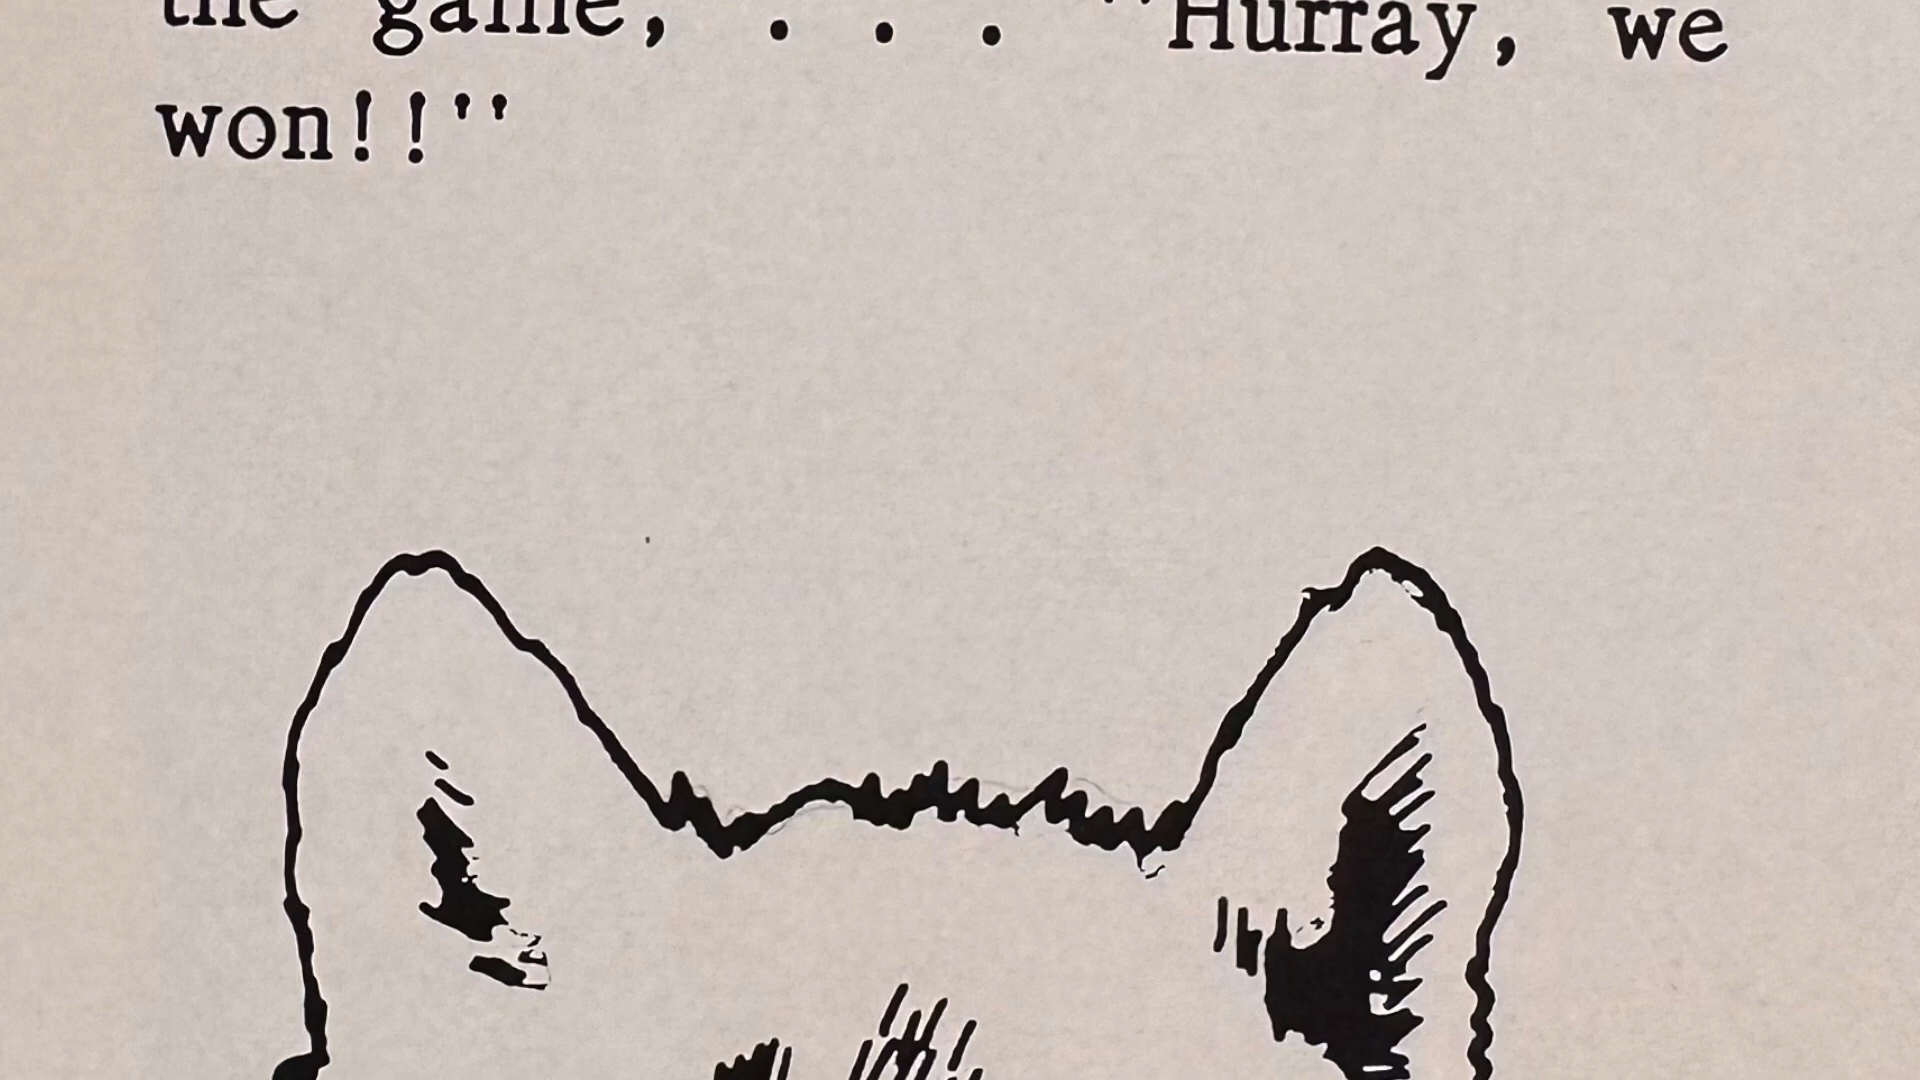 the game, . . . "Hurray, we
won!!"